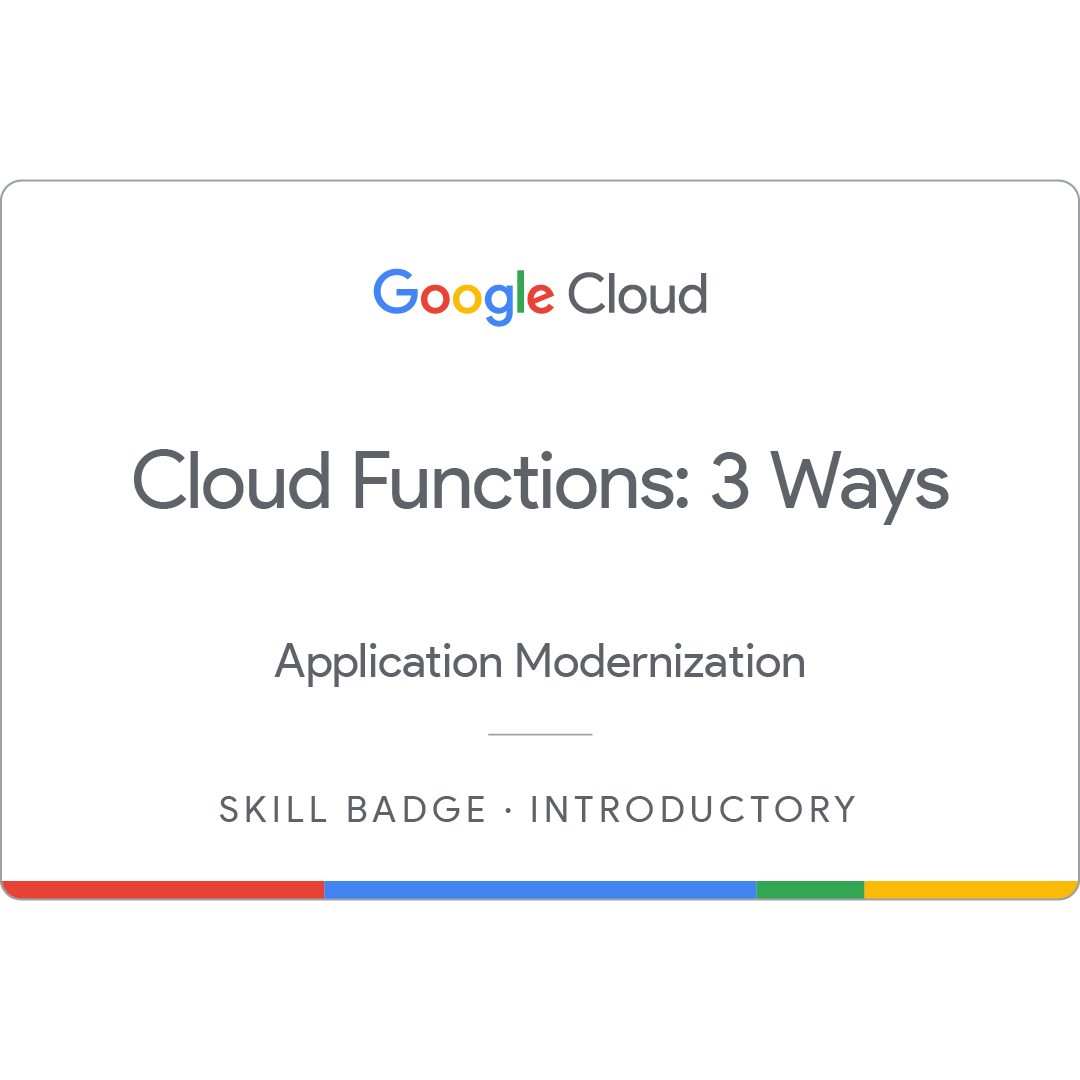 Google Cloud
Cloud Functions: 3 Ways
Application Modernization
SKILL BADGE · INTRODUCTORY